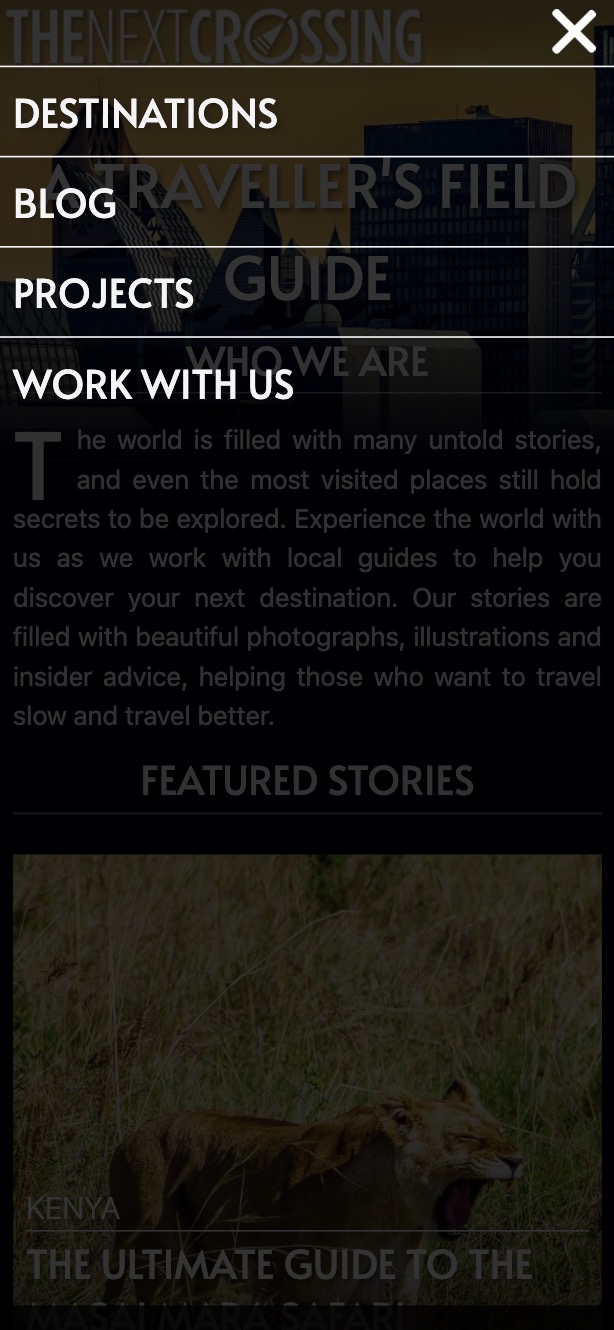 THENEXTCROSSING
DESTINATIONS
A TRAVELLER'S FIELD
BLOG
GUIDE
PROJECTS
WHO WE ARE
WORK WITH US
The world is filled with many untold stories,
and even the most visited places still hold
secrets to be explored. Experience the world with
us as we work with local guides to help you
discover your next destination. Our stories are
filled with beautiful photographs, illustrations and
insider advice, helping those who want to travel
slow and travel better.
FEATURED STORIES
KENYA
THE ULTIMATE GUIDE TO THE
MASAI MARA SAFARI